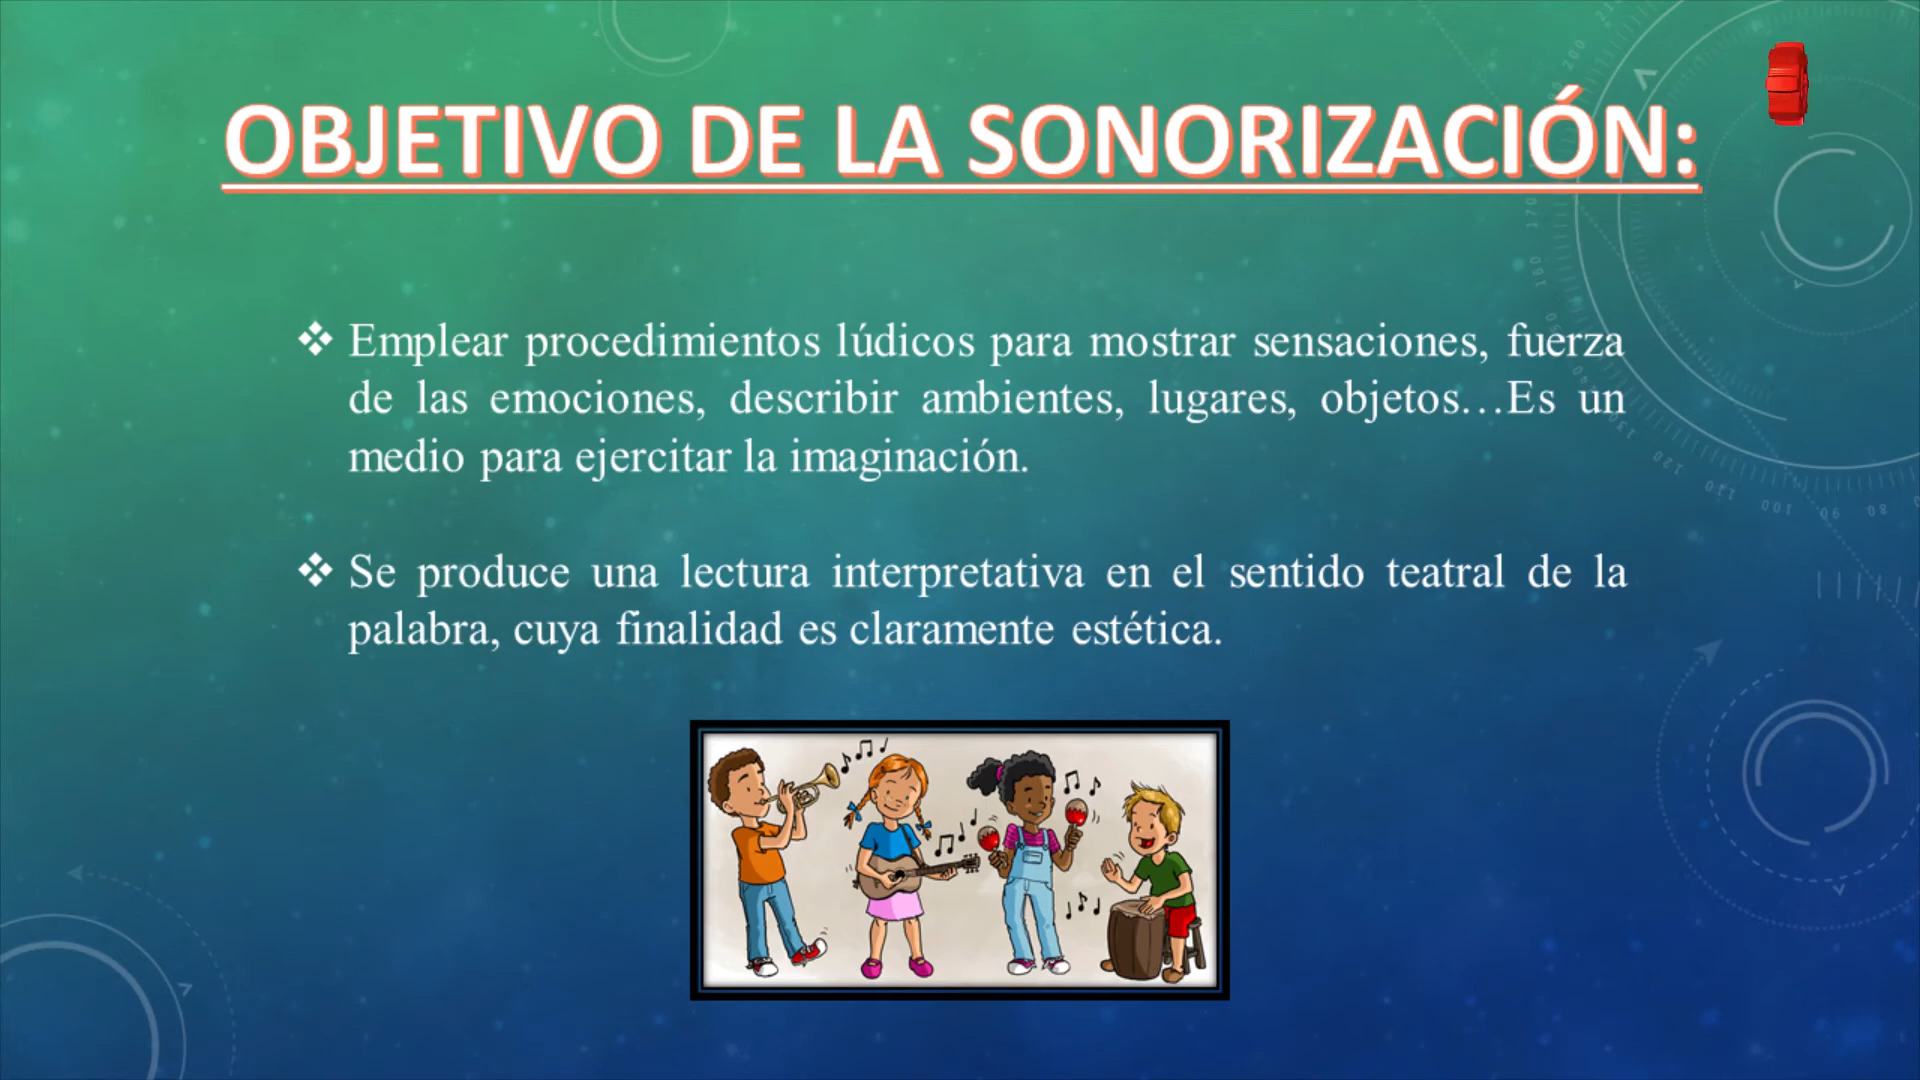 OBJETIVO DE LA SONORIZACIÓN:
❖ Emplear procedimientos lúdicos para mostrar sensaciones, fuerza
de las emociones, describir ambientes, lugares, objetos…Es un
medio para ejercitar la imaginación.
❖ Se produce una lectura interpretativa en el sentido teatral de la
palabra, cuya finalidad es claramente estética.